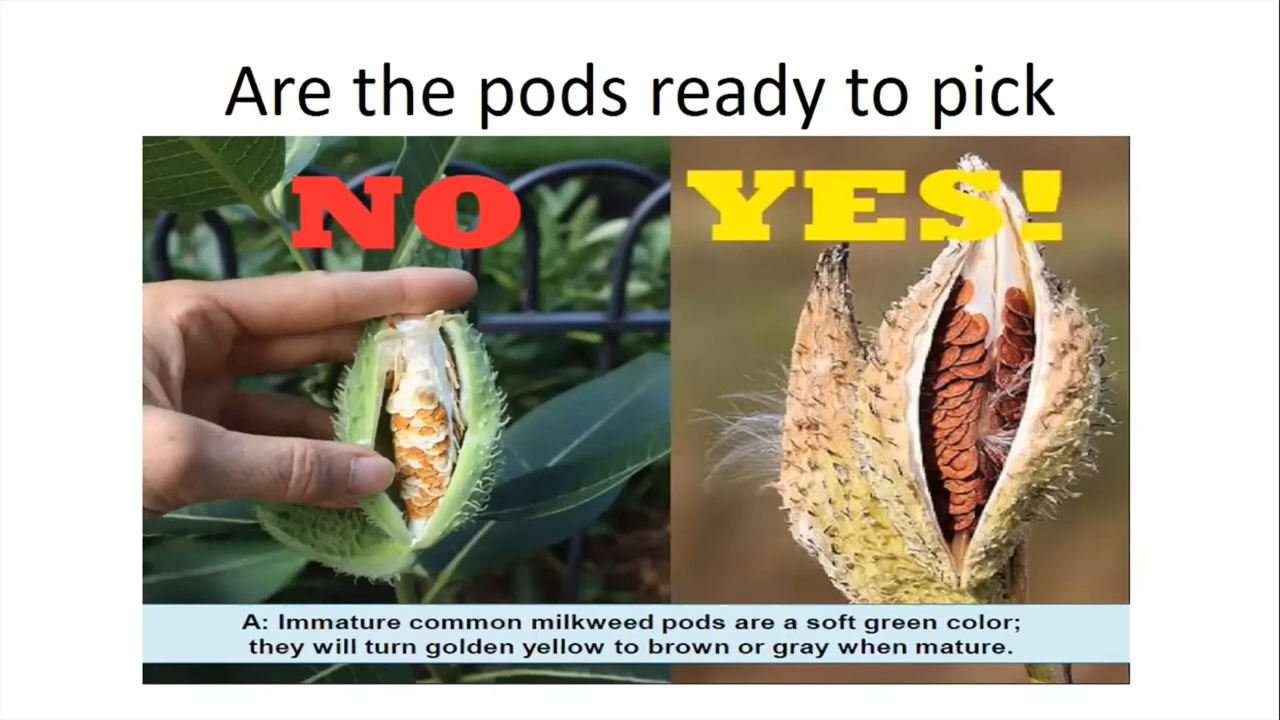 Are the pods ready to pick
NO
YES!
A: Immature common milkweed pods are a soft green color;
they will turn golden yellow to brown or gray when mature.